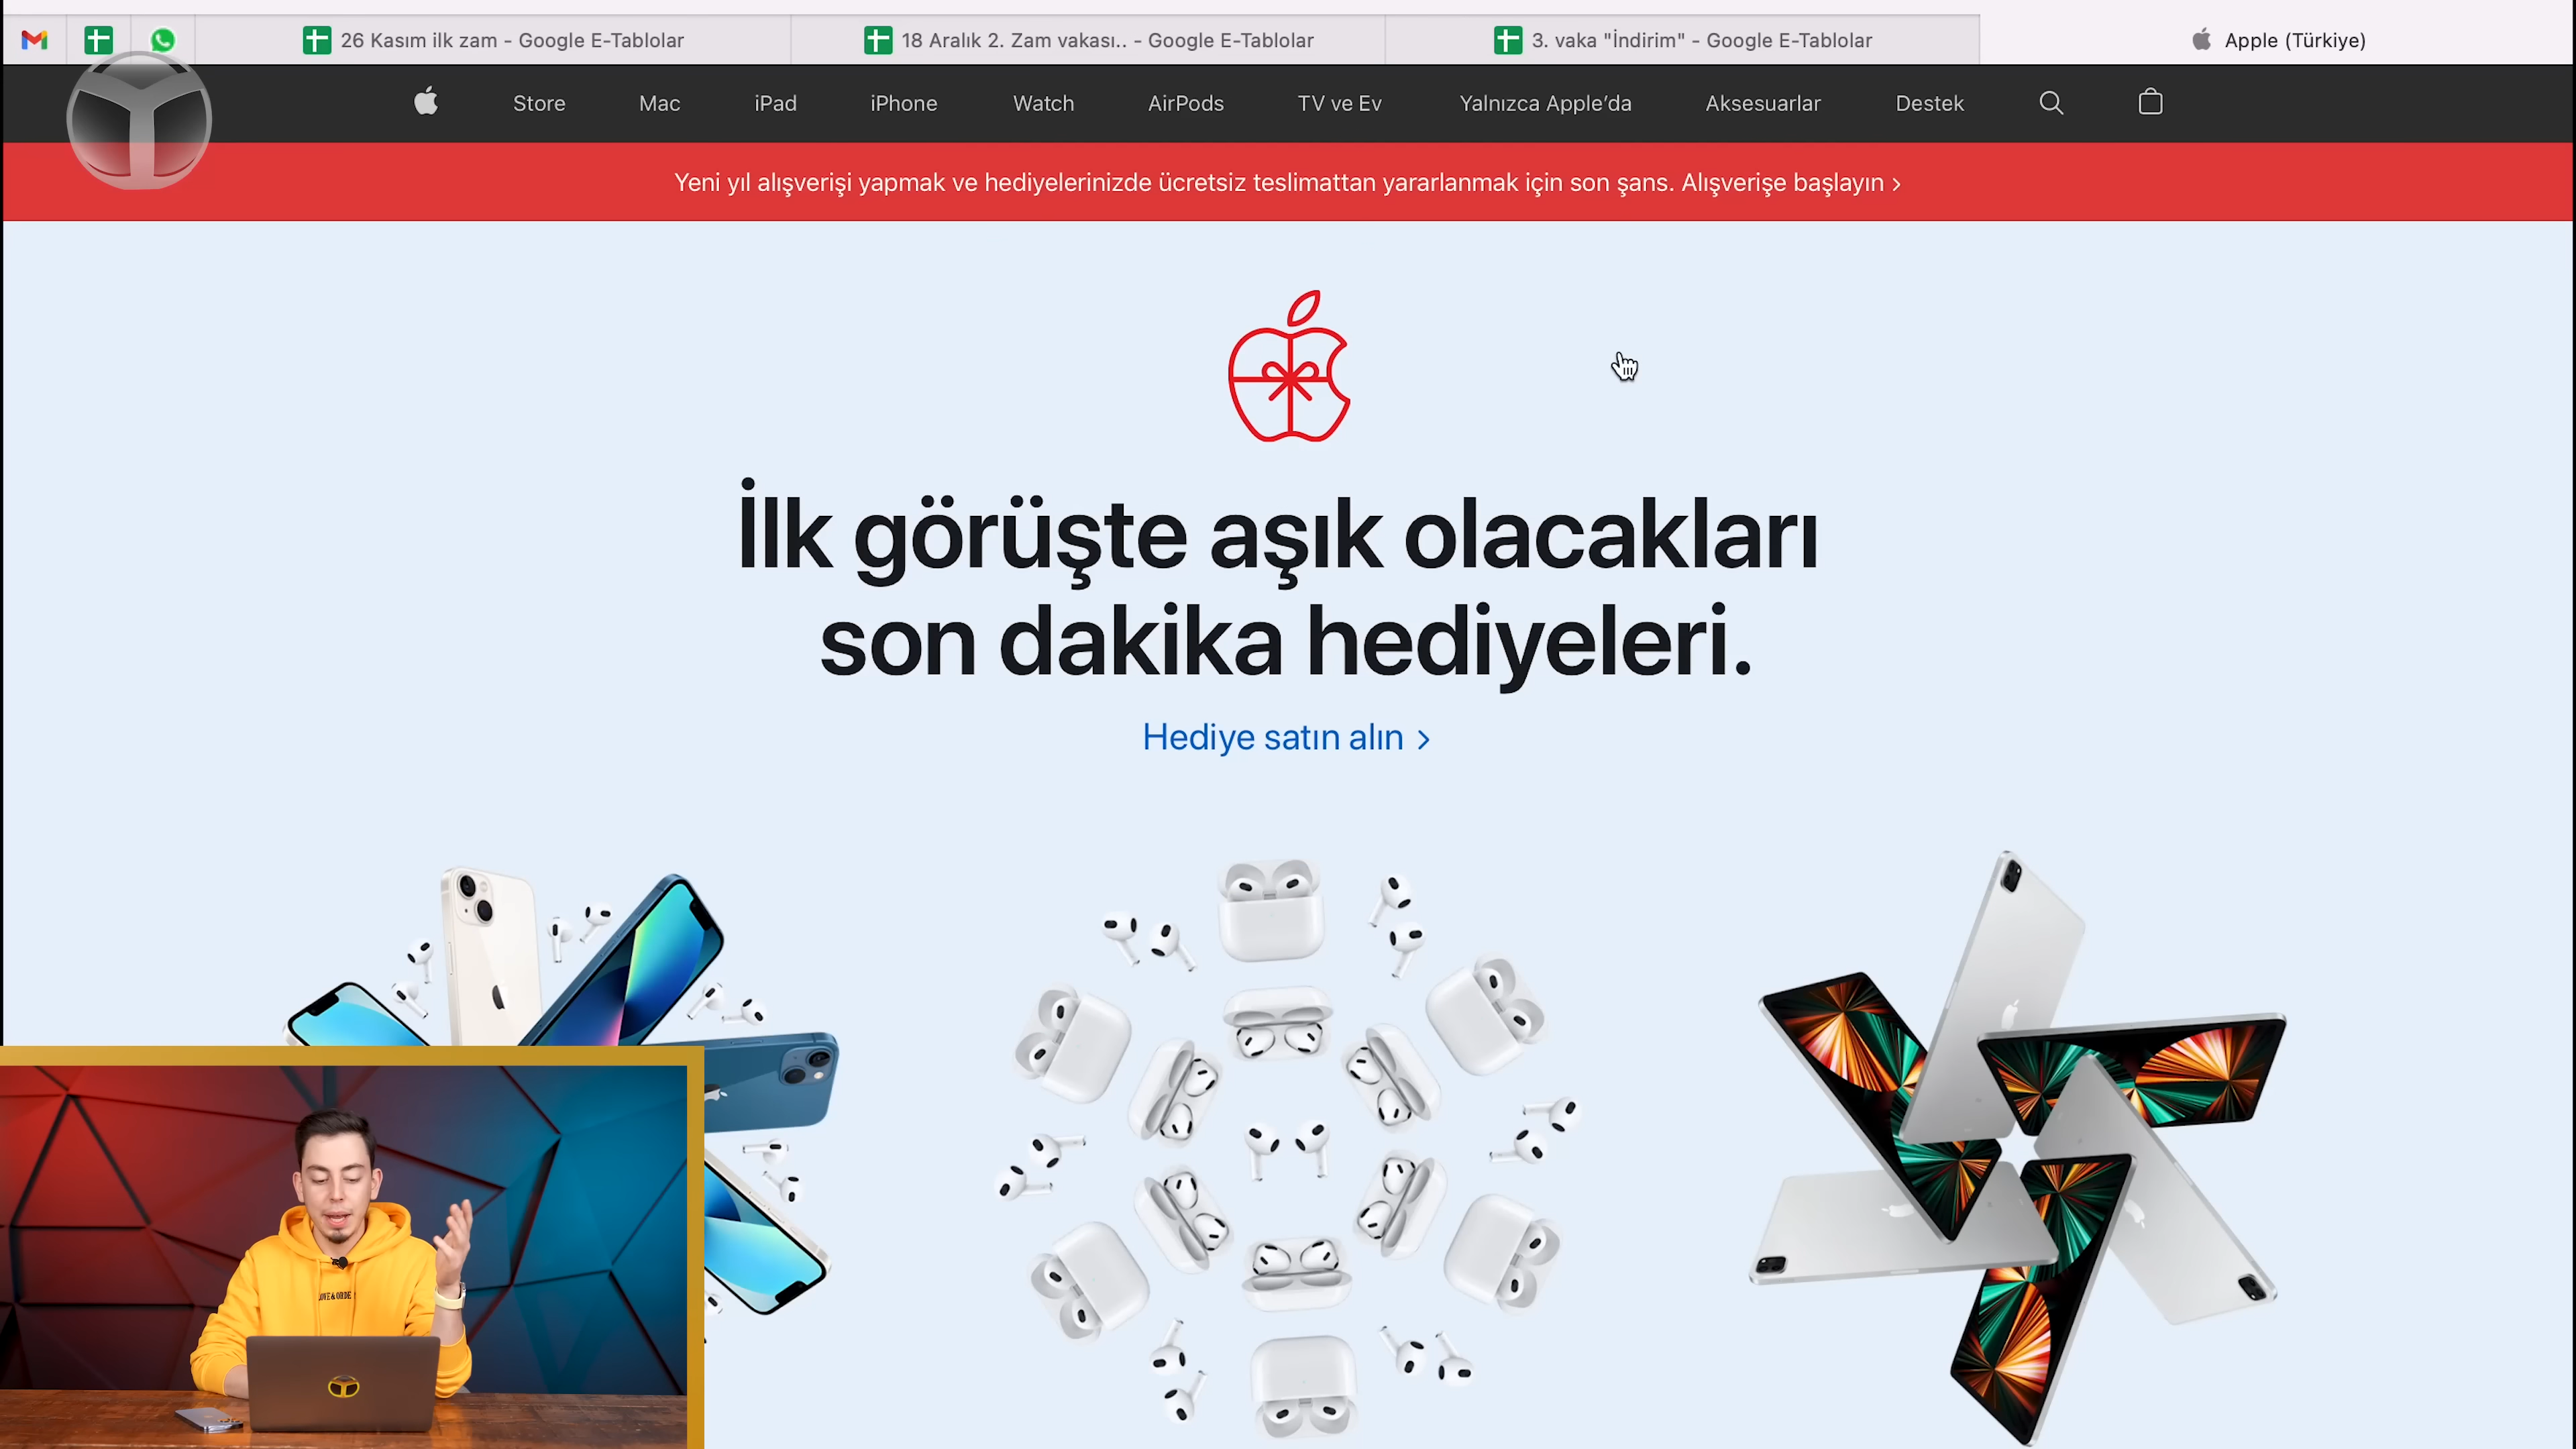 26 Kasım ilk zam - Google E-Tablolar
18 Aralık 2. Zam vakası.. - Google E-Tablolar
3. vaka "İndirim" - Google E-Tablolar
Apple (Türkiye)
Store
Mac
iPad
iPhone
Watch
AirPods
TV ve Ev
Yalnızca Apple’da
Aksesuarlar
Destek
Yeni yıl alışverişi yapmak ve hediyelerinizde ücretsiz teslimattan yararlanmak için son şans. Alışverişe başlayın ›
İlk görüşte aşık olacakları
son dakika hediyeleri.
Hediye satın alın ›